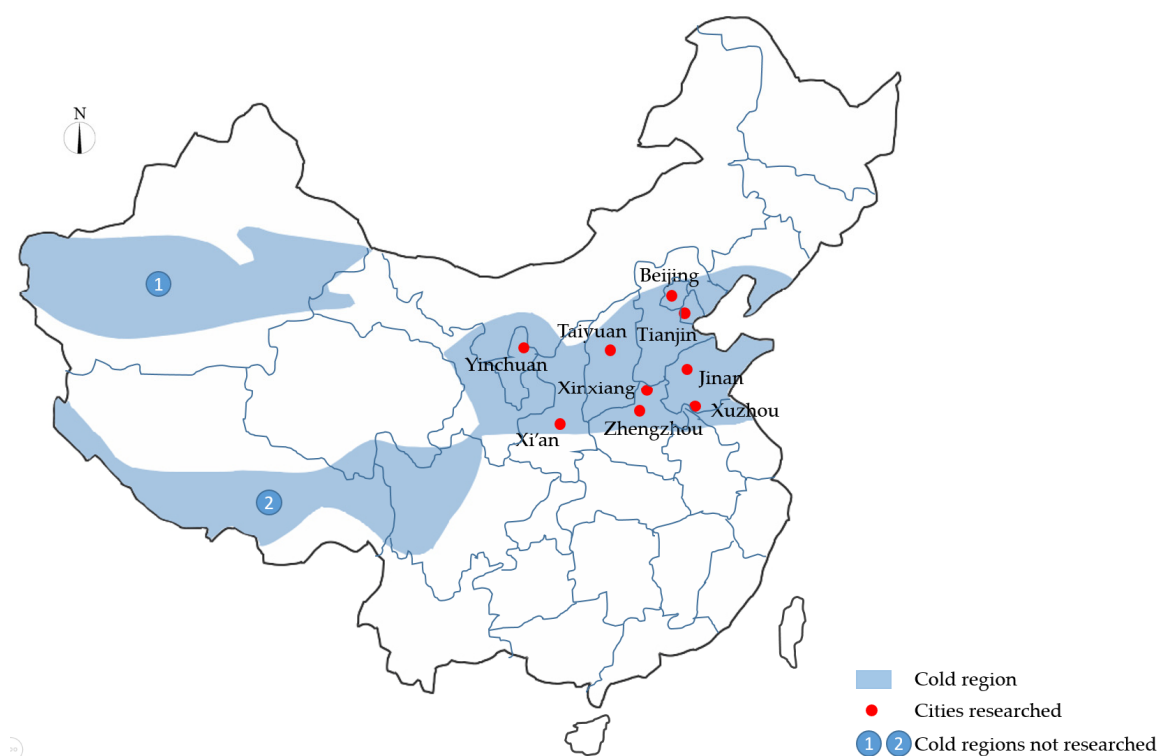 N
Beijing
1
Taiyuan
Tianjin
Yinchuan
Jinan
Xinxiang
Xuzhou
Zhengzhou
Xi'an
2
Cold region
Cities researched
1 2 Cold regions not researched